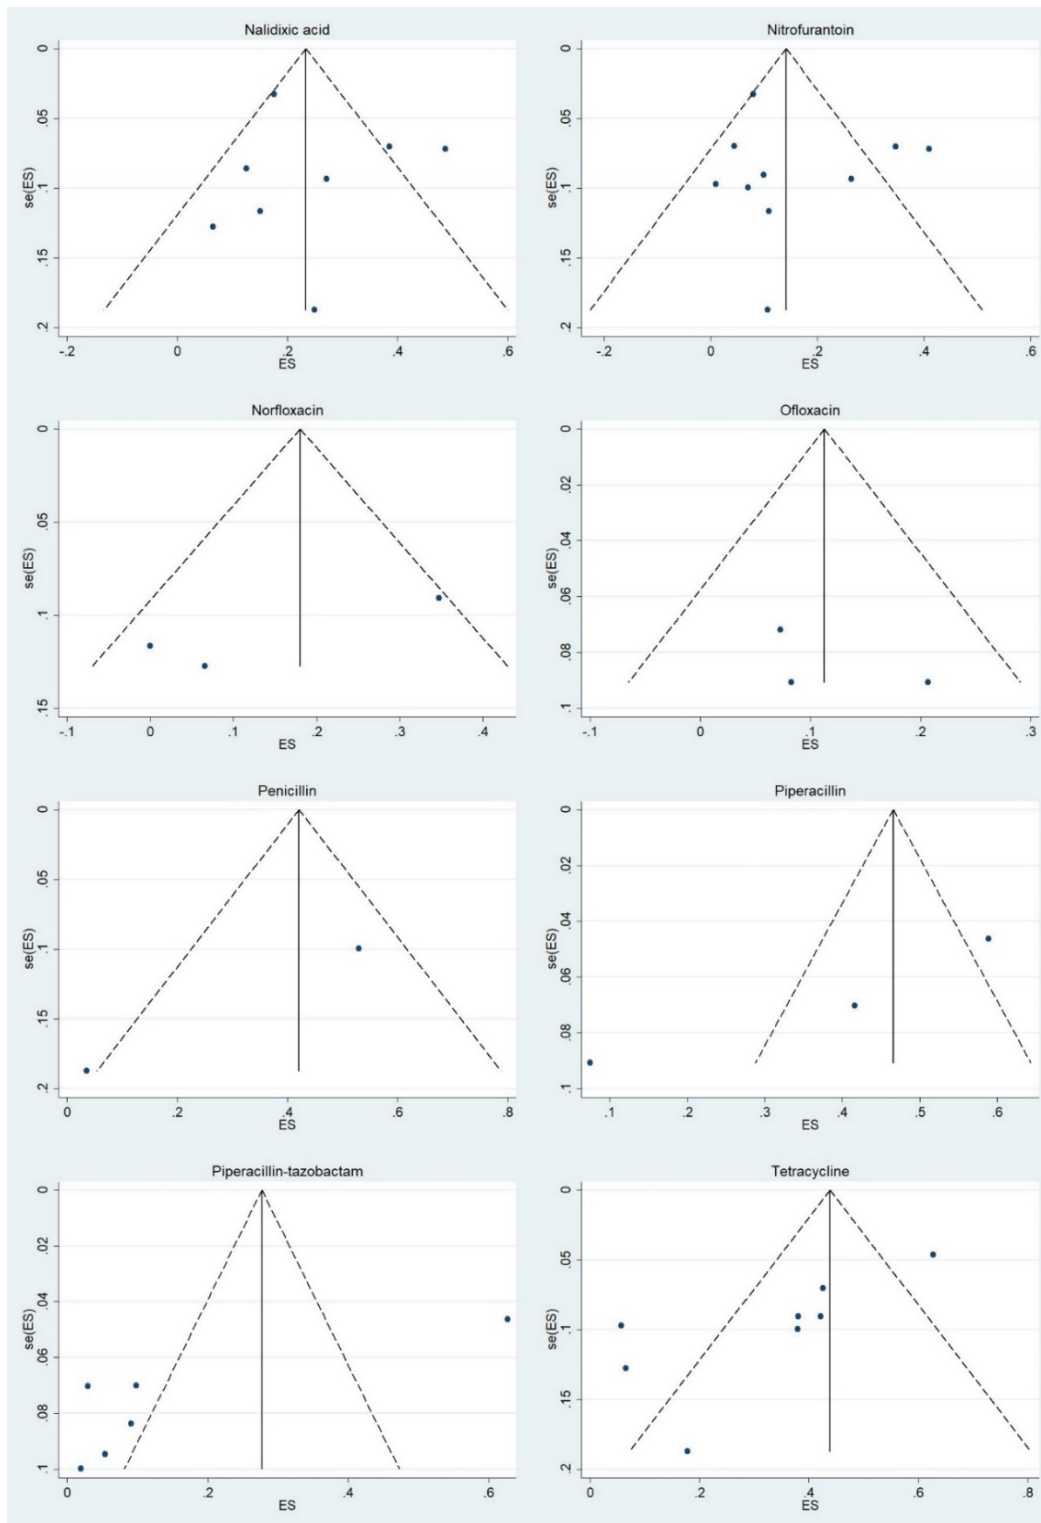 Nalidixic acid
0
.05
.1
.15
.2
se(ES)
-.2 0 .2 .4 .6
ES
Nitrofurantoin
0
.05
.1
.15
.2
se(ES)
-.2 0 .2 .4 .6
ES
Norfloxacin
0
.05
.1
.15
se(ES)
-.1 0 .1 .2 .3 .4
ES
Ofloxacin
0
.02
.04
.06
.08
.1
se(ES)
-.1 0 .1 .2 .3
ES
Penicillin
0
.05
.1
.15
.2
se(ES)
0 .2 .4 .6 .8
ES
Piperacillin
0
.02
.04
.06
.08
.1
se(ES)
.1 .2 .3 .4 .5 .6
ES
Piperacillin-tazobactam
0
.02
.04
.06
.08
.1
se(ES)
0 .2 .4 .6
ES
Tetracycline
0
.05
.1
.15
.2
se(ES)
0 .2 .4 .6 .8
ES